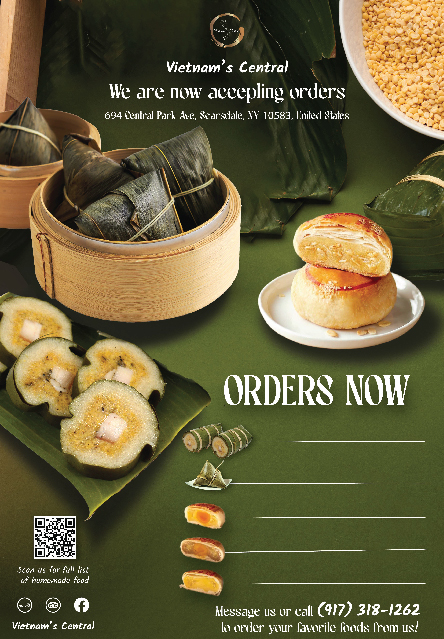 Vietnam's Central
We are now accepting orders
694 Central Park Ave, Scarsdale, NY 10583, United States
ORDERS NOW
Scan us for full list
of homemade food
Vietnam's Central
Message us or call (917) 318-1262
to order your favorite foods from us!